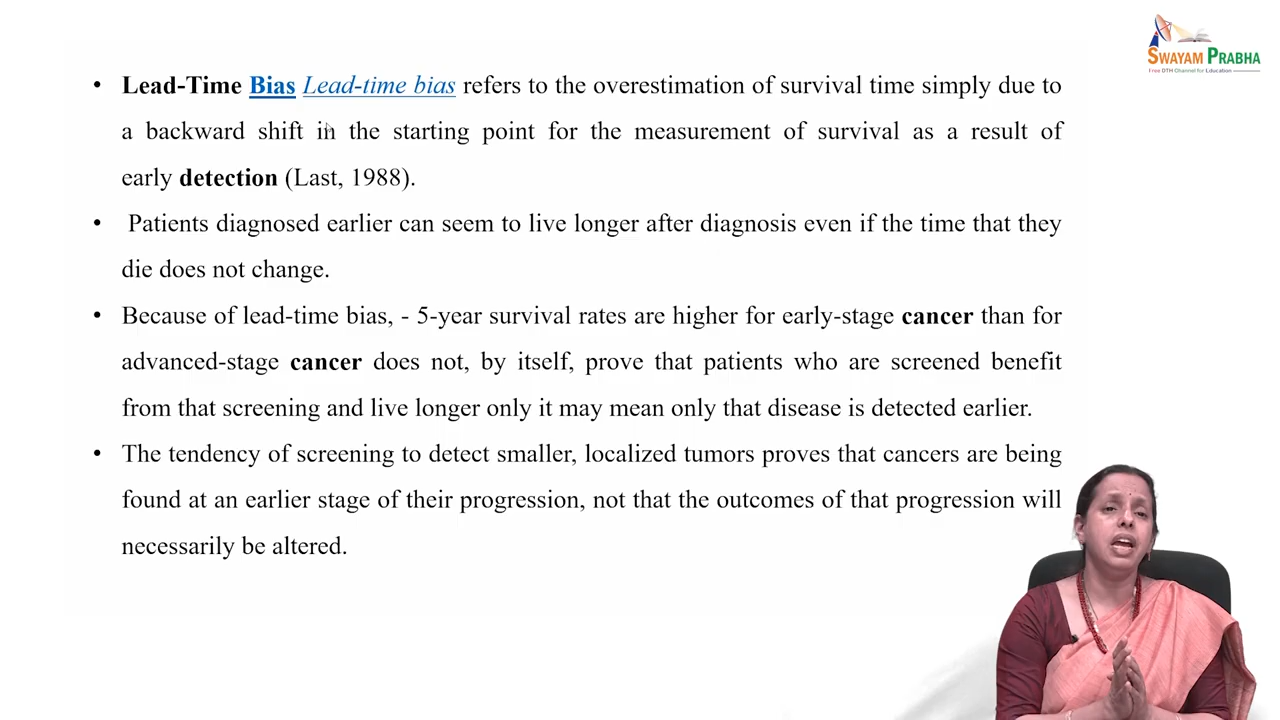 SWAYAM PRABHA
Free DTH Channel for Education
• Lead-Time Bias Lead-time bias refers to the overestimation of survival time simply due to
a backward shift in the starting point for the measurement of survival as a result of
early detection (Last, 1988).
• Patients diagnosed earlier can seem to live longer after diagnosis even if the time that they
die does not change.
• Because of lead-time bias, - 5-year survival rates are higher for early-stage cancer than for
advanced-stage cancer does not, by itself, prove that patients who are screened benefit
from that screening and live longer only it may mean only that disease is detected earlier.
• The tendency of screening to detect smaller, localized tumors proves that cancers are being
found at an earlier stage of their progression, not that the outcomes of that progression will
necessarily be altered.